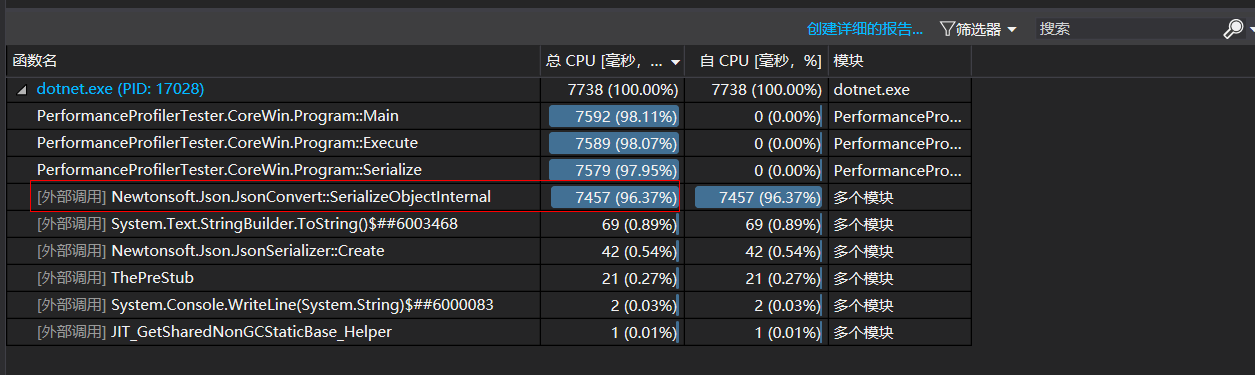 创建详细的报告... 筛选器 搜索
函数名 总 CPU [毫秒, ... 自 CPU [毫秒, %] 模块
dotnet.exe (PID: 17028) 7738 (100.00%) 7738 (100.00%) dotnet.exe
PerformanceProfilerTester.CoreWin.Program::Main 7592 (98.11%) 0 (0.00%) PerformancePro...
PerformanceProfilerTester.CoreWin.Program::Execute 7589 (98.07%) 0 (0.00%) PerformancePro...
PerformanceProfilerTester.CoreWin.Program::Serialize 7579 (97.95%) 0 (0.00%) PerformancePro...
[外部调用] Newtonsoft.Json.JsonConvert::SerializeObjectInternal 7457 (96.37%) 7457 (96.37%) 多个模块
[外部调用] System.Text.StringBuilder.ToString()$##6003468 69 (0.89%) 69 (0.89%) 多个模块
[外部调用] Newtonsoft.Json.JsonSerializer::Create 42 (0.54%) 42 (0.54%) 多个模块
[外部调用] ThePreStub 21 (0.27%) 21 (0.27%) 多个模块
[外部调用] System.Console.WriteLine(System.String)$##6000083 2 (0.03%) 2 (0.03%) 多个模块
[外部调用] JIT_GetSharedNonGCStaticBase_Helper 1 (0.01%) 1 (0.01%) 多个模块